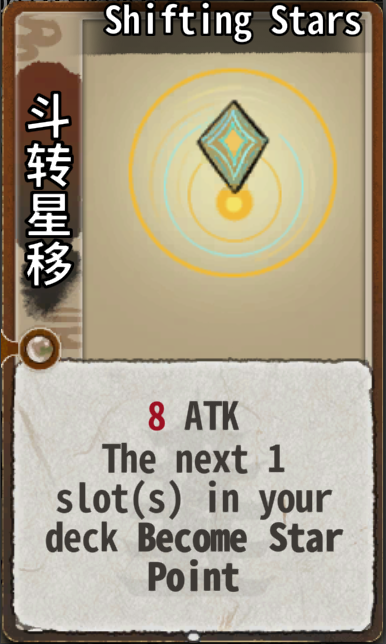 Shifting Stars
斗转星移
8 ATK
The next 1
slot(s) in your
deck Become Star
Point